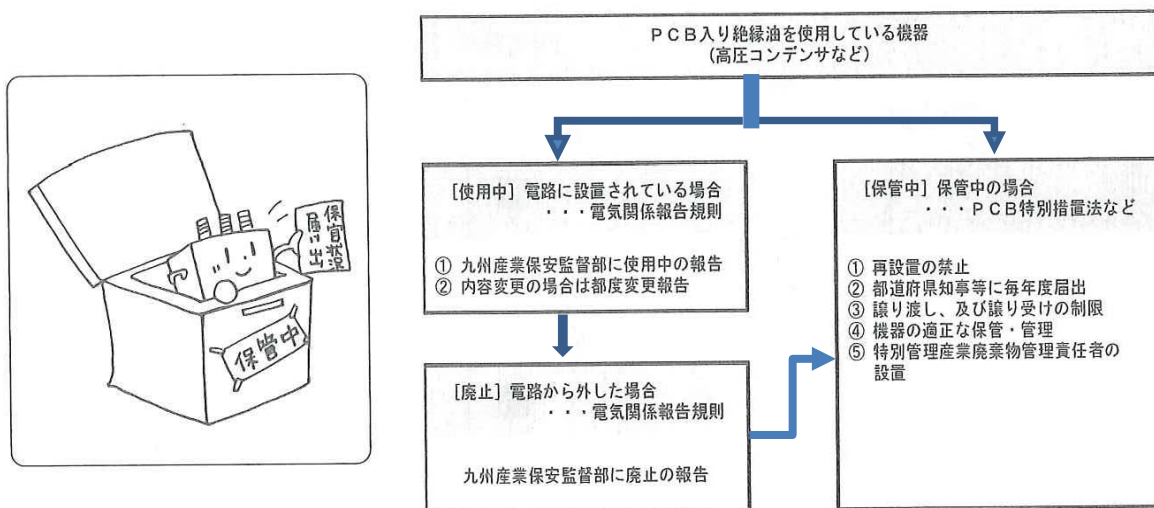 保管状況
届け出
保管中
ＰＣＢ入り絶縁油を使用している機器
(高圧コンデンサなど)
[使用中] 電路に設置されている場合
・・・電気関係報告規則
① 九州産業保安監督部に使用中の報告
② 内容変更の場合は都度変更報告
[廃止] 電路から外した場合
・・・電気関係報告規則
九州産業保安監督部に廃止の報告
[保管中] 保管中の場合
・・・ＰＣＢ特別措置法など
① 再設置の禁止
② 都道府県知事等に毎年度届出
③ 譲り渡し、及び譲り受けの制限
④ 機器の適正な保管・管理
⑤ 特別管理産業廃棄物管理責任者の
設置